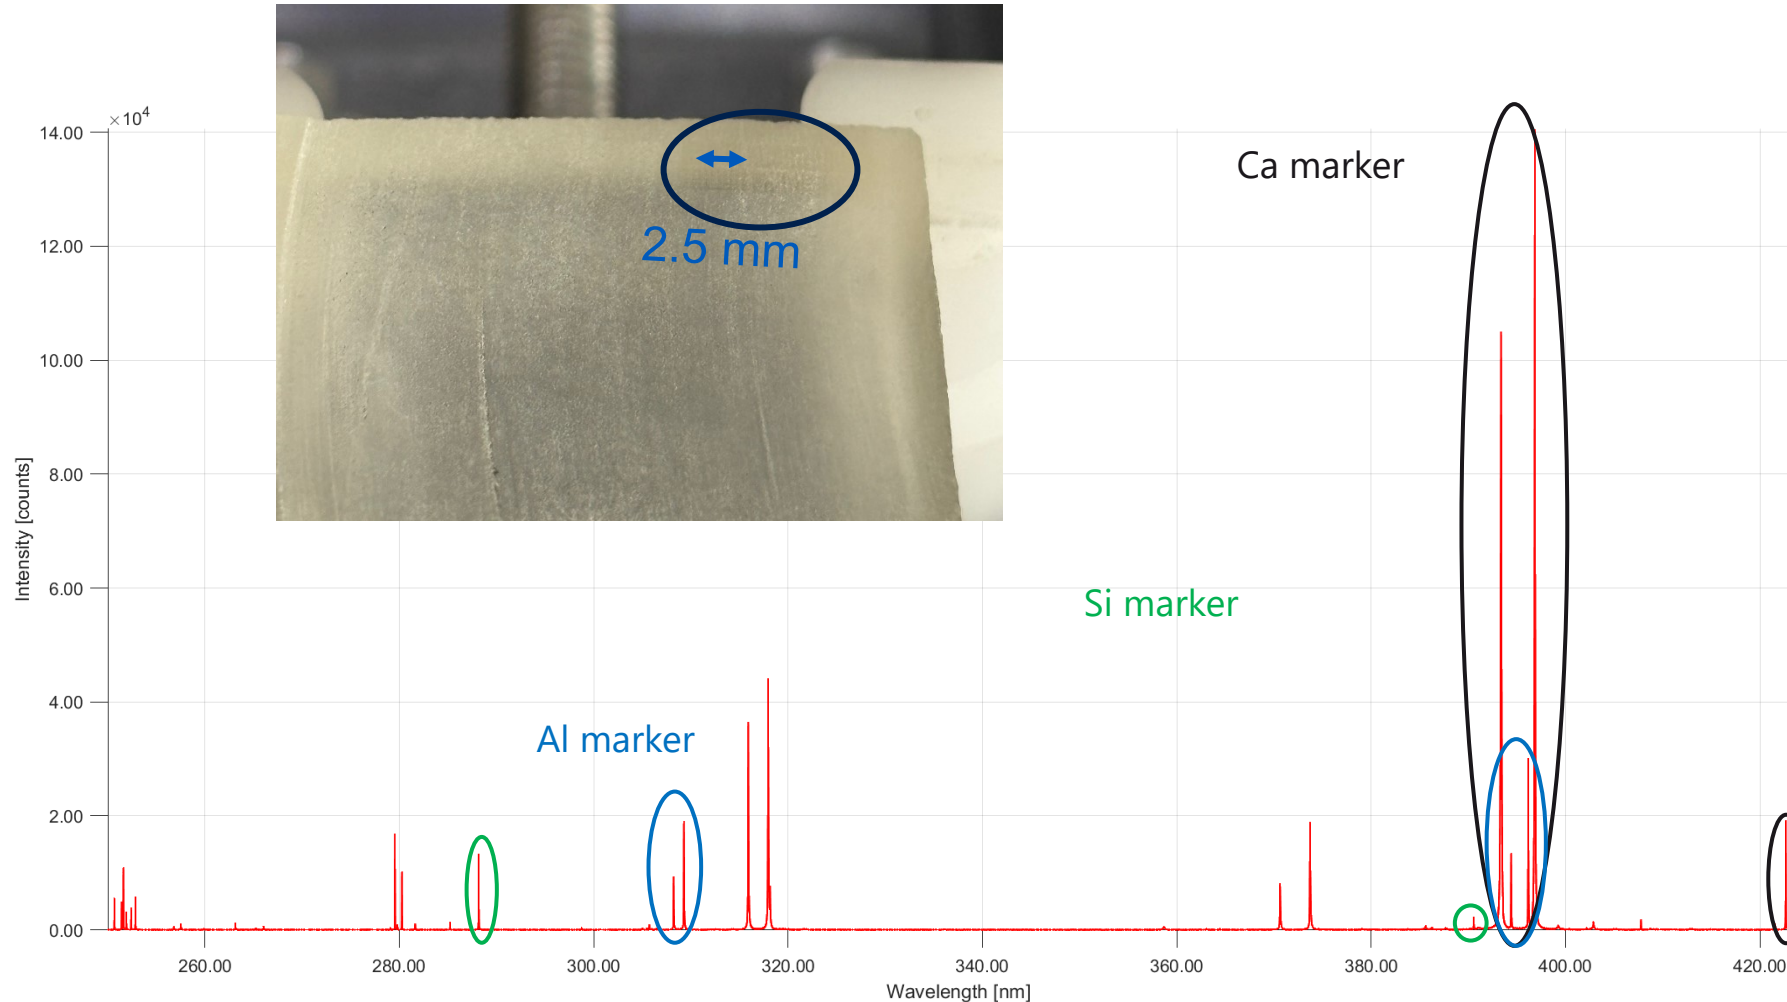 ×10⁴
14.00
12.00
10.00
8.00
6.00
4.00
2.00
0.00
Intensity [counts]
2.5 mm
Ca marker
Si marker
Al marker
260.00 280.00 300.00 320.00 340.00 360.00 380.00 400.00 420.00
Wavelength [nm]